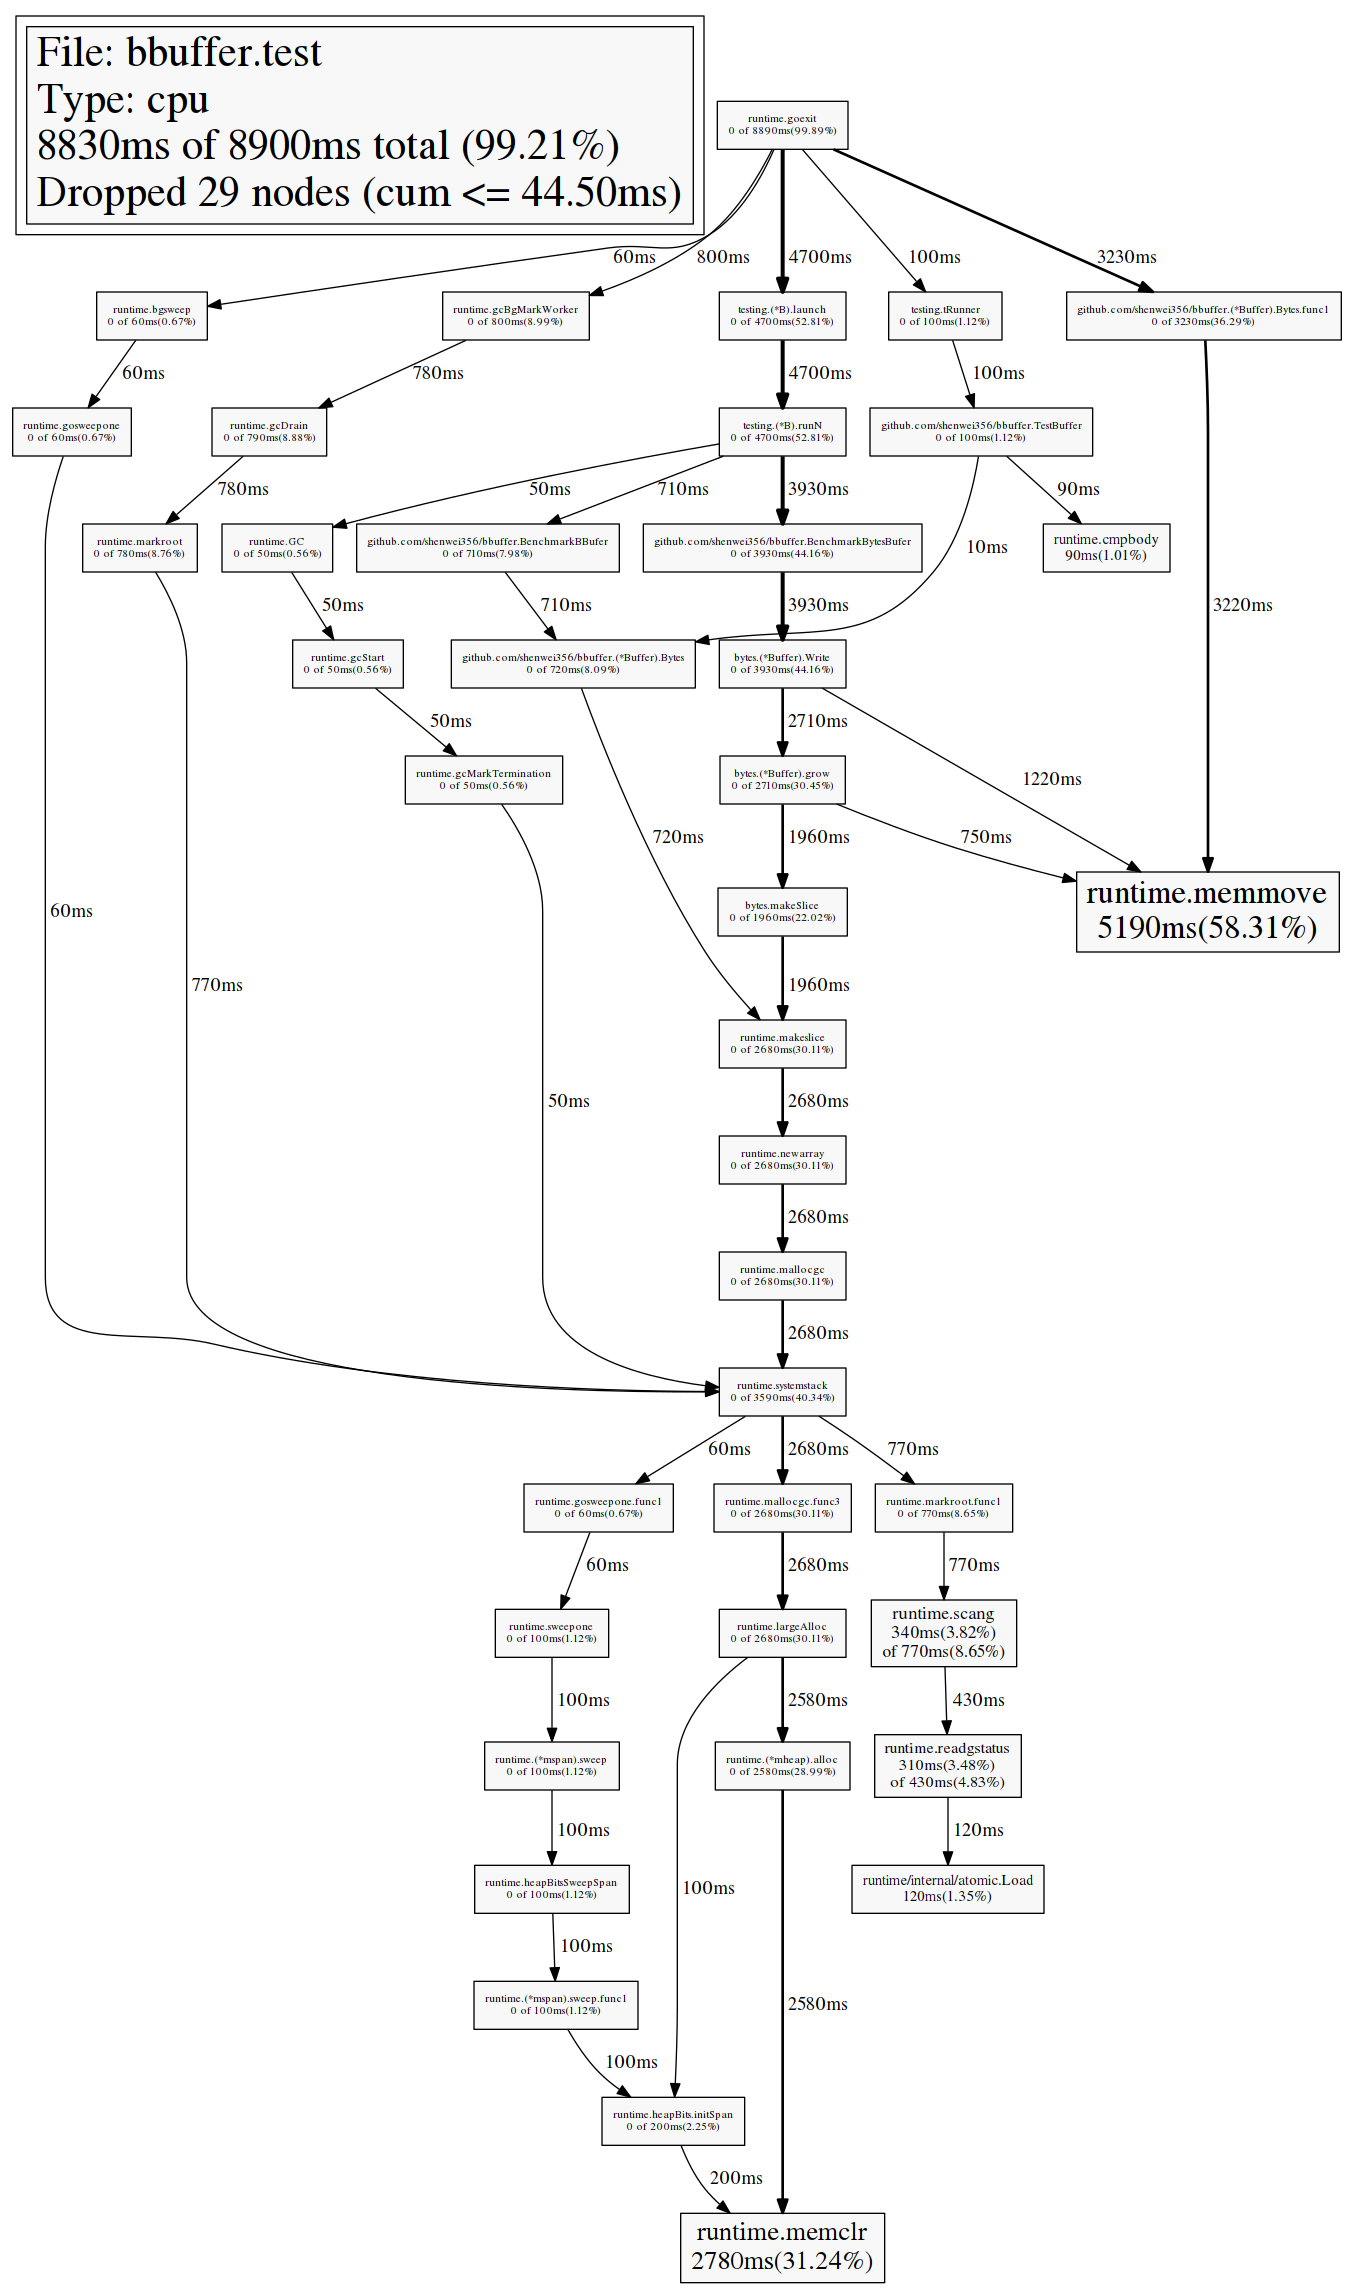 File: bbuffer.test
Type: cpu
8830ms of 8900ms total (99.21%)
Dropped 29 nodes (cum <= 44.50ms)
runtime.goexit
0 of 8890ms(99.89%)
60ms
800ms
4700ms
100ms
3230ms
runtime.bgsweep
0 of 60ms(0.67%)
runtime.gcBgMarkWorker
0 of 800ms(8.99%)
testing.(*B).launch
0 of 4700ms(52.81%)
testing.tRunner
0 of 100ms(1.12%)
github.com/shenwei356/bbuffer.(*Buffer).Bytes.func1
0 of 3230ms(36.29%)
60ms
780ms
4700ms
100ms
runtime.gosweepone
0 of 60ms(0.67%)
runtime.gcDrain
0 of 790ms(8.88%)
testing.(*B).runN
0 of 4700ms(52.81%)
github.com/shenwei356/bbuffer.TestBuffer
0 of 100ms(1.12%)
780ms
50ms
710ms
3930ms
90ms
runtime.markroot
0 of 780ms(8.76%)
runtime.GC
0 of 50ms(0.56%)
github.com/shenwei356/bbuffer.BenchmarkBBufer
0 of 710ms(7.98%)
github.com/shenwei356/bbuffer.BenchmarkBytesBufer
0 of 3930ms(44.16%)
10ms
runtime.cmpbody
90ms(1.01%)
50ms
710ms
3930ms
3220ms
runtime.gcStart
0 of 50ms(0.56%)
github.com/shenwei356/bbuffer.(*Buffer).Bytes
0 of 720ms(8.09%)
bytes.(*Buffer).Write
0 of 3930ms(44.16%)
50ms
2710ms
runtime.gcMarkTermination
0 of 50ms(0.56%)
bytes.(*Buffer).grow
0 of 2710ms(30.45%)
1220ms
720ms
1960ms
750ms
60ms
bytes.makeSlice
0 of 1960ms(22.02%)
runtime.memmove
5190ms(58.31%)
770ms
1960ms
runtime.makeslice
0 of 2680ms(30.11%)
50ms
2680ms
runtime.newarray
0 of 2680ms(30.11%)
2680ms
runtime.mallocgc
0 of 2680ms(30.11%)
2680ms
runtime.systemstack
0 of 3590ms(40.34%)
60ms
2680ms
770ms
runtime.gosweepone.func1
0 of 60ms(0.67%)
runtime.mallocgc.func3
0 of 2680ms(30.11%)
runtime.markroot.func1
0 of 770ms(8.65%)
60ms
2680ms
770ms
runtime.sweepone
0 of 100ms(1.12%)
runtime.largeAlloc
0 of 2680ms(30.11%)
runtime.scang
340ms(3.82%)
of 770ms(8.65%)
100ms
2580ms
430ms
runtime.(*mspan).sweep
0 of 100ms(1.12%)
runtime.(*mheap).alloc
0 of 2580ms(28.99%)
runtime.readgstatus
310ms(3.48%)
of 430ms(4.83%)
100ms
120ms
runtime.heapBitsSweepSpan
0 of 100ms(1.12%)
100ms
runtime/internal/atomic.Load
120ms(1.35%)
100ms
runtime.(*mspan).sweep.func1
0 of 100ms(1.12%)
2580ms
100ms
runtime.heapBits.initSpan
0 of 200ms(2.25%)
200ms
runtime.memclr
2780ms(31.24%)